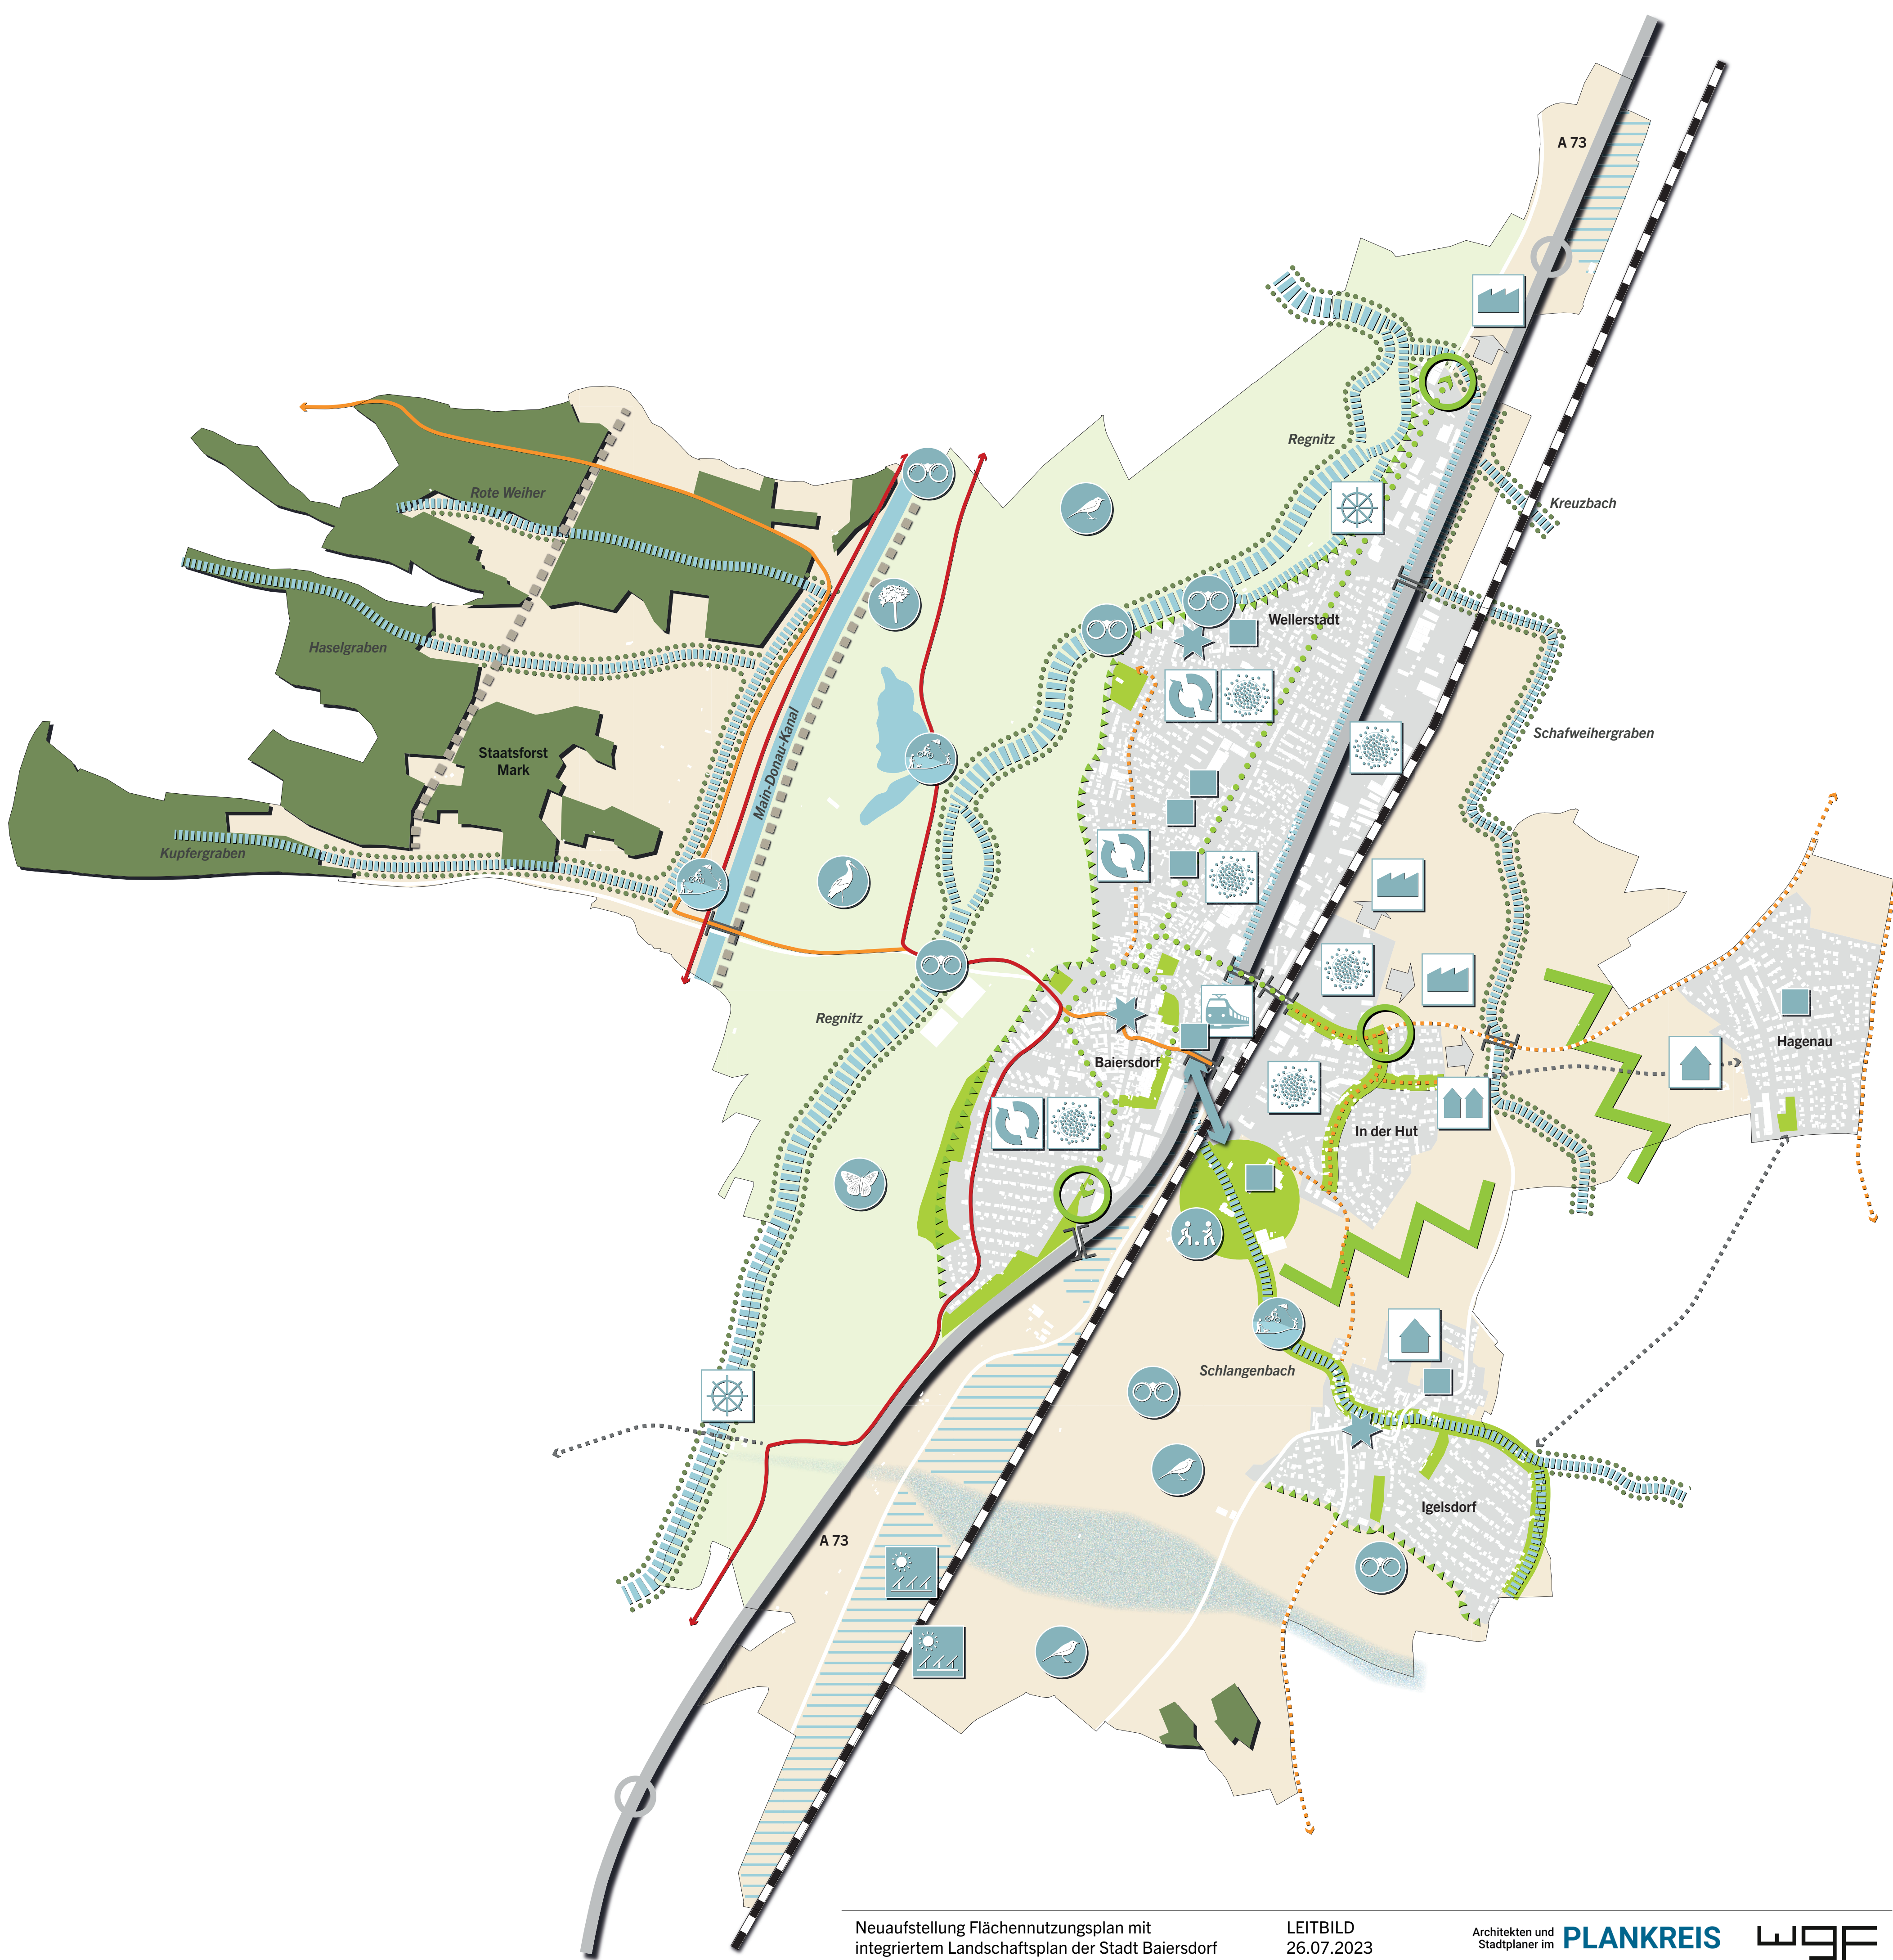 A 73
Regnitz
Rote Weiher
Kreuzbach
Wellerstadt
Haselgraben
Schafweihergraben
Main-Donau-Kanal
Staatsforst
Mark
Kupfergraben
Regnitz
Hagenau
Baiersdorf
In der Hut
Schlangenbach
Igelsdorf
A 73
Neuaufstellung Flächennutzungsplan mit
integriertem Landschaftsplan der Stadt Baiersdorf
LEITBILD
26.07.2023
Architekten und
Stadtplaner im
PLANKREIS
wgf